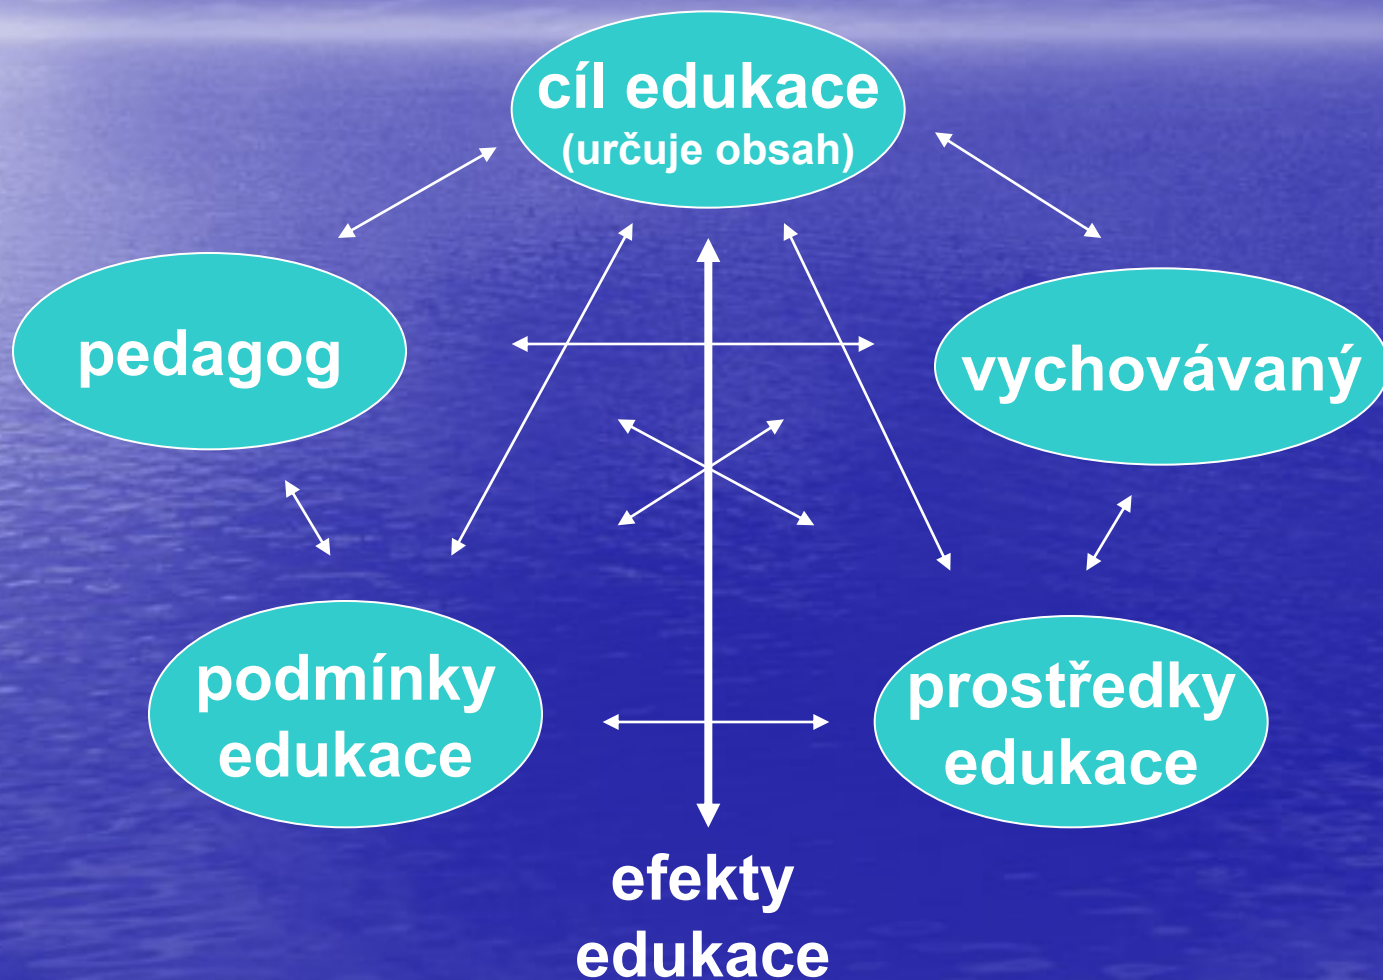 cíl edukace
(určuje obsah)
pedagog
vychovávaný
podmínky
edukace
prostředky
edukace
efekty
edukace